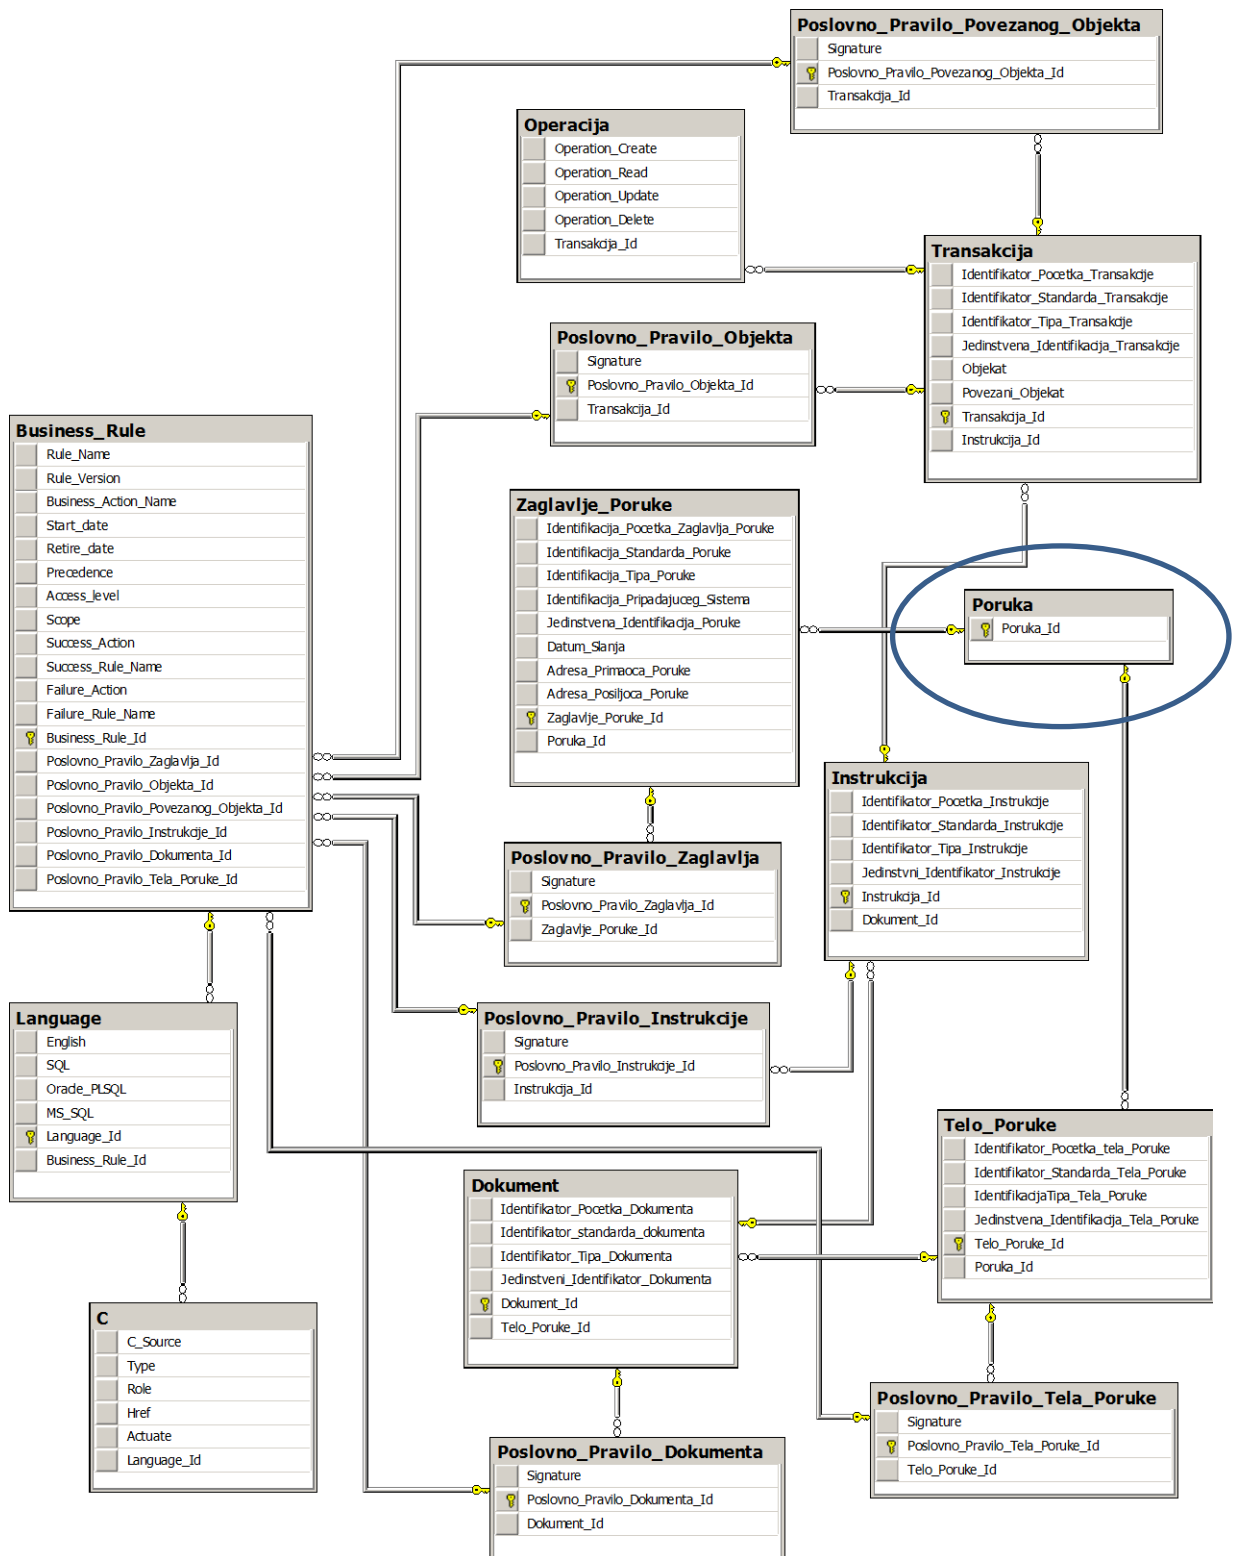 Poslovno_Pravilo_Povezanog_Objekta
Signature
Poslovno_Pravilo_Povezanog_Objekta_Id
Transakcija_Id
Operacija
Operation_Create
Operation_Read
Operation_Update
Operation_Delete
Transakcija_Id
Transakcija
Identifikator_Pocetka_Transakcije
Identifikator_Standarda_Transakcije
Identifikator_Tipa_Transakcije
Jedinstvena_Identifikacija_Transakcije
Objekat
Povezani_Objekat
Transakcija_Id
Instrukcija_Id
Poslovno_Pravilo_Objekta
Signature
Poslovno_Pravilo_Objekta_Id
Transakcija_Id
Business_Rule
Rule_Name
Rule_Version
Business_Action_Name
Start_date
Retire_date
Precedence
Access_level
Scope
Success_Action
Success_Rule_Name
Failure_Action
Failure_Rule_Name
Business_Rule_Id
Poslovno_Pravilo_Zaglavlja_Id
Poslovno_Pravilo_Objekta_Id
Poslovno_Pravilo_Povezanog_Objekta_Id
Poslovno_Pravilo_Instrukcije_Id
Poslovno_Pravilo_Dokumenta_Id
Poslovno_Pravilo_Tela_Poruke_Id
Zaglavlje_Poruke
Identifikacija_Pocetka_Zaglavlja_Poruke
Identifikacija_Standarda_Poruke
Identifikacija_Tipa_Poruke
Identifikacija_Pripadajuceg_Sistema
Jedinstvena_Identifikacija_Poruke
Datum_Slanja
Adresa_Primaoca_Poruke
Adresa_Posiljoca_Poruke
Zaglavlje_Poruke_Id
Poruka_Id
Poruka
Poruka_Id
Instrukcija
Identifikator_Pocetka_Instrukcije
Identifikator_Standarda_Instrukcije
Identifikator_Tipa_Instrukcije
Jedinstvni_Identifikator_Instrukcije
Instrukcija_Id
Dokument_Id
Poslovno_Pravilo_Zaglavlja
Signature
Poslovno_Pravilo_Zaglavlja_Id
Zaglavlje_Poruke_Id
Language
English
SQL
Oracle_PLSQL
MS_SQL
Language_Id
Business_Rule_Id
Poslovno_Pravilo_Instrukcije
Signature
Poslovno_Pravilo_Instrukcije_Id
Instrukcija_Id
Telo_Poruke
Identifikator_Pocetka_tela_Poruke
Identifikator_Standarda_Tela_Poruke
IdentifikacijaTipa_Tela_Poruke
Jedinstvena_Identifikacija_Tela_Poruke
Telo_Poruke_Id
Poruka_Id
Dokument
Identifikator_Pocetka_Dokumenta
Identifikator_standarda_dokumenta
Identifikator_Tipa_Dokumenta
Jedinstveni_Identifikator_Dokumenta
Dokument_Id
Telo_Poruke_Id
C
C_Source
Type
Role
Href
Actuate
Language_Id
Poslovno_Pravilo_Tela_Poruke
Signature
Poslovno_Pravilo_Tela_Poruke_Id
Telo_Poruke_Id
Poslovno_Pravilo_Dokumenta
Signature
Poslovno_Pravilo_Dokumenta_Id
Dokument_Id